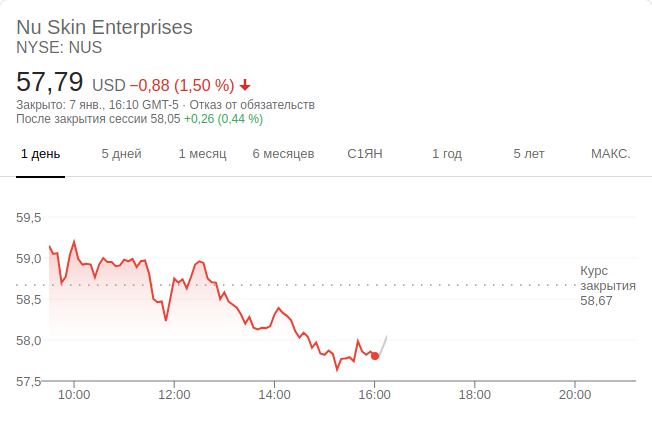 Nu Skin Enterprises
NYSE: NUS
57,79 USD −0,88 (1,50 %)
Закрыто: 7 янв., 16:10 GMT-5 · Отказ от обязательств
После закрытия сессии 58,05 +0,26 (0,44 %)
1 день 5 дней 1 месяц 6 месяцев С1ЯН 1 год 5 лет МАКС.
59,5
59,0
58,5
58,0
57,5
Курс
закрытия
58,67
10:00 12:00 14:00 16:00 18:00 20:00